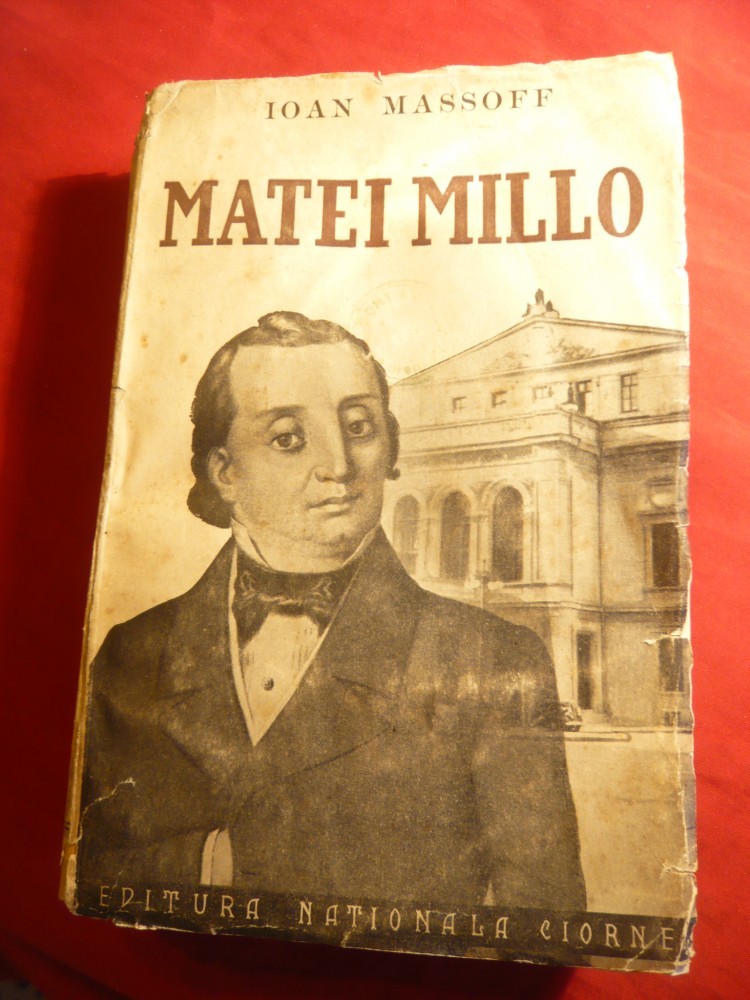 IOAN MASSOFF
MATEI MILLO
EDITURA NATIONALA CIORNE